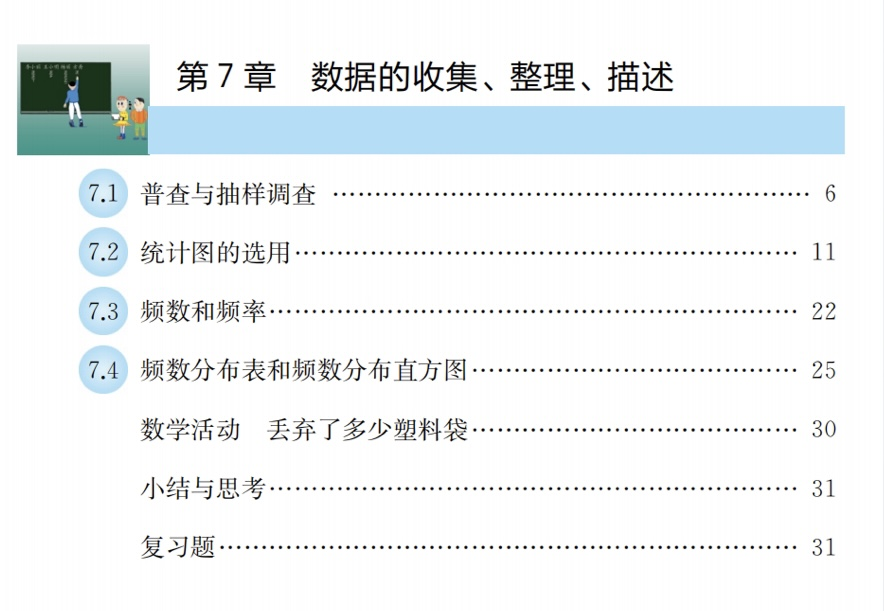 第7章 数据的收集、整理、描述
7.1 普查与抽样调查 …………………………………………………… 6
7.2 统计图的选用…………………………………………………… 11
7.3 频数和频率…………………………………………………… 22
7.4 频数分布表和频数分布直方图…………………………………… 25
数学活动 丢弃了多少塑料袋…………………………………… 30
小结与思考…………………………………………………… 31
复习题…………………………………………………………… 31